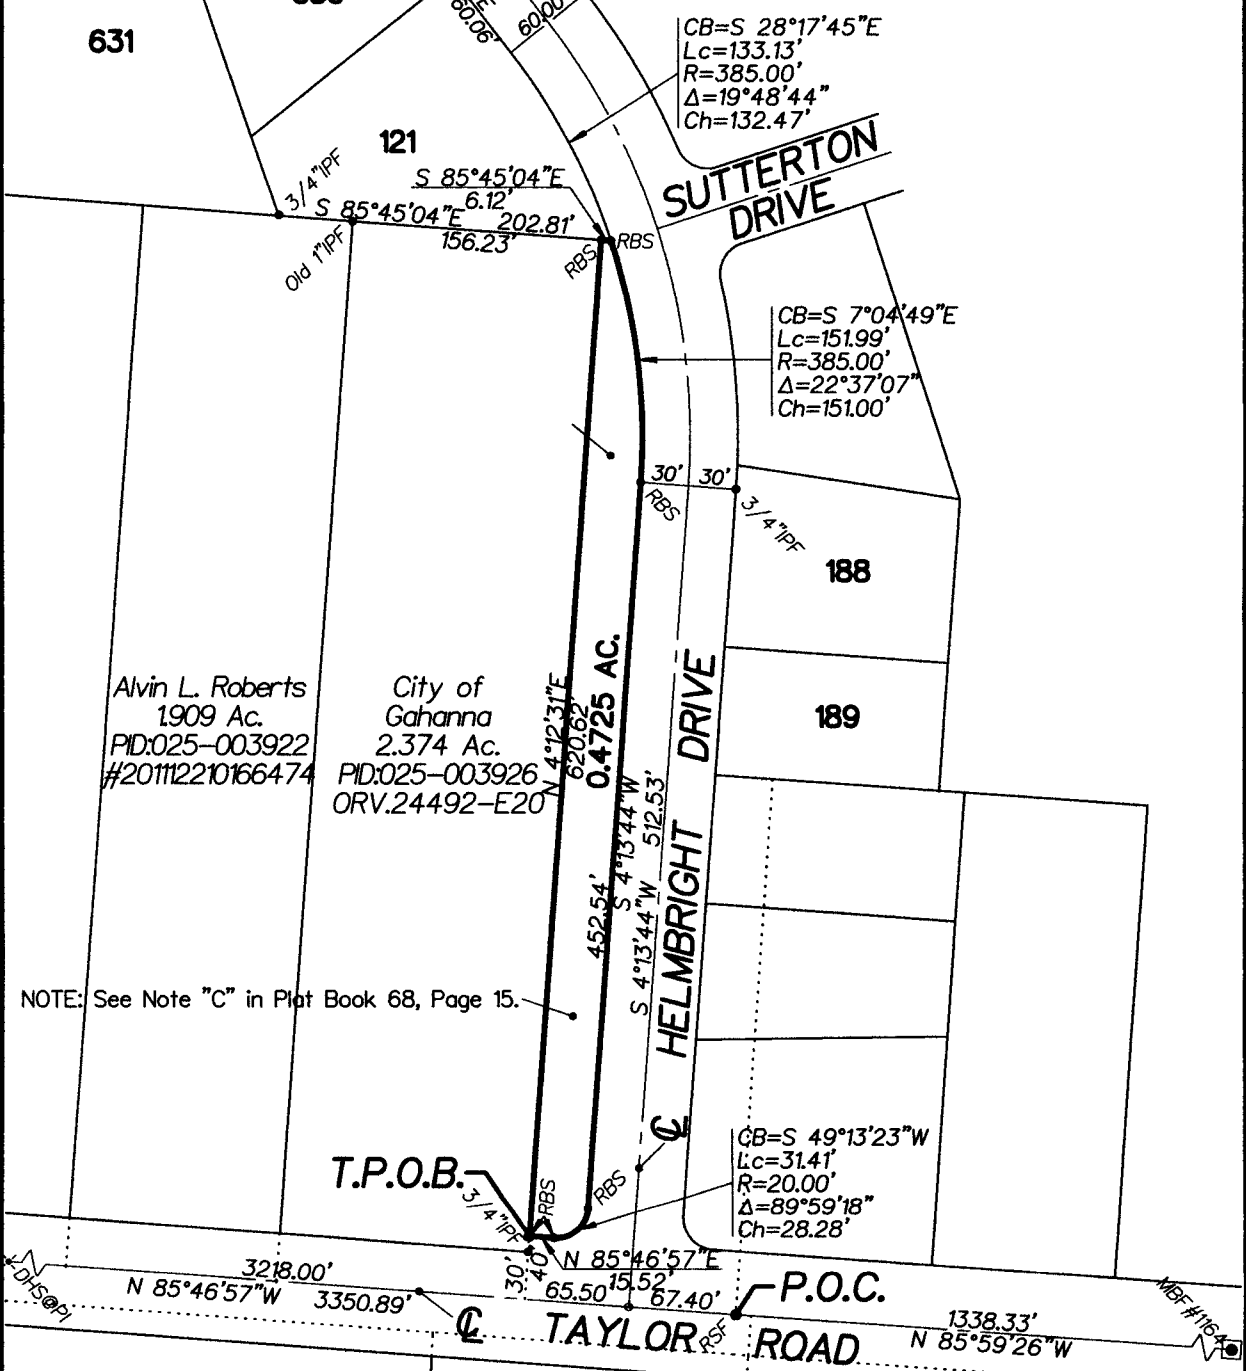 631
60.06'
E
60.00'
CB=S 28°17'45"E
Lc=133.13'
R=385.00'
Δ=19°48'44"
Ch=132.47'
121
SUTTERTON
DRIVE
3/4"IPF
S 85°45'04"E
6.12'
S 85°45'04"E 202.81'
156.23'
Old 1"IPF
RBS
RBS
CB=S 7°04'49"E
Lc=151.99'
R=385.00'
Δ=22°37'07"
Ch=151.00'
30' 30'
RBS
3/4"IPF
188
189
Alvin L. Roberts
1.909 Ac.
PID:025-003922
#201112210166474
City of
Gahanna
2.374 Ac.
PID:025-003926
ORV.24492-E20
N 4°12'31"E
620.62'
0.4725 AC.
S 4°13'44"W
452.54'
S 4°13'44"W 512.53'
℄ HELMBRIGHT DRIVE
NOTE: See Note "C" in Plat Book 68, Page 15.
CB=S 49°13'23"W
Lc=31.41'
R=20.00'
Δ=89°59'18"
Ch=28.28'
T.P.O.B.
3/4"IPF
RBS
RBS
N 85°46'57"E
15.52'
30'
40'
65.50' 67.40'
P.O.C.
DHS@PI
3218.00'
N 85°46'57"W 3350.89'
℄ TAYLOR ROAD
RSF
1338.33'
N 85°59'26"W
MBF #1164